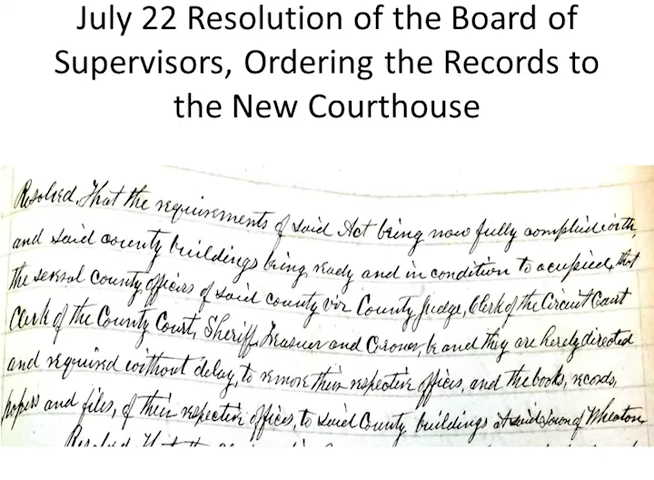 July 22 Resolution of the Board of
Supervisors, Ordering the Records to
the New Courthouse
Resolved, That the requirements of said Act being now fully complied with,
and said county buildings being ready and in condition to acupied, that
the several county officers of said county viz County Judge, Clerk of the Circuit Court
Clerk of the County Court, Sheriff, Treasurer and Coroner, be and they are hereby directed
and required without delay, to remove their respective offices, and the books, records,
papers and files, of their respective offices, to said County buildings at said Town of Wheaton
Resolved That the